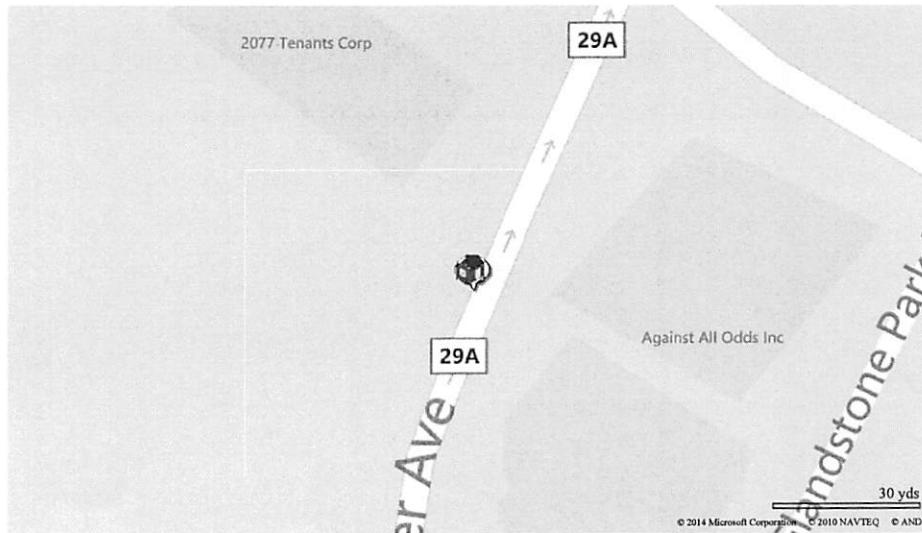 2077 Tenants Corp
29A
29A
Against All Odds Inc
er Ave
landstone Park
30 yds
© 2014 Microsoft Corporation © 2010 NAVTEQ © AND